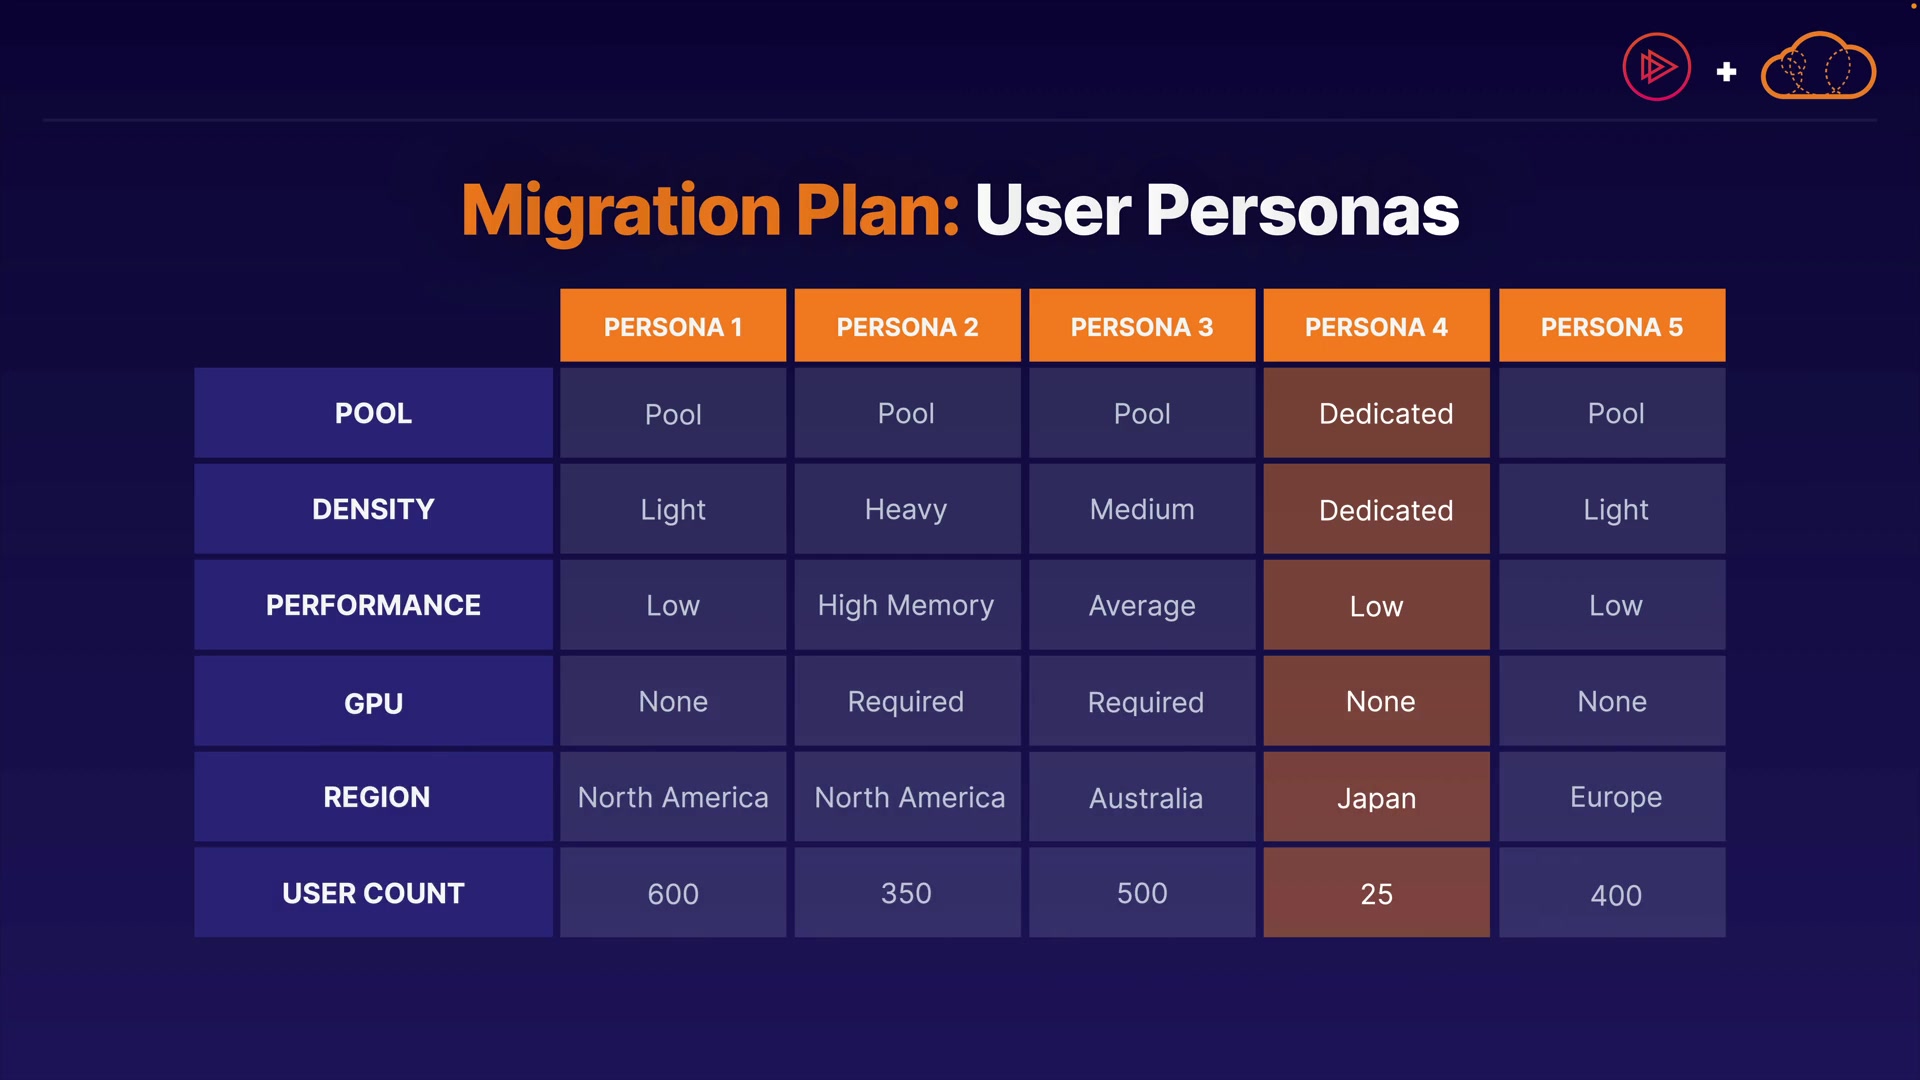 Migration Plan: User Personas
PERSONA 1 PERSONA 2 PERSONA 3 PERSONA 4 PERSONA 5
POOL Pool Pool Pool Dedicated Pool
DENSITY Light Heavy Medium Dedicated Light
PERFORMANCE Low High Memory Average Low Low
GPU None Required Required None None
REGION North America North America Australia Japan Europe
USER COUNT 600 350 500 25 400